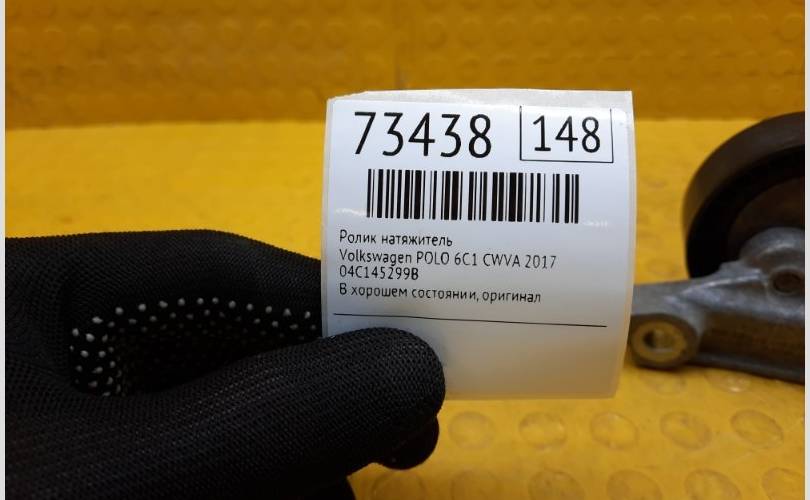 73438 148
Ролик натяжитель
Volkswagen POLO 6C1 CWVA 2017
04C145299B
В хорошем состоянии, оригинал